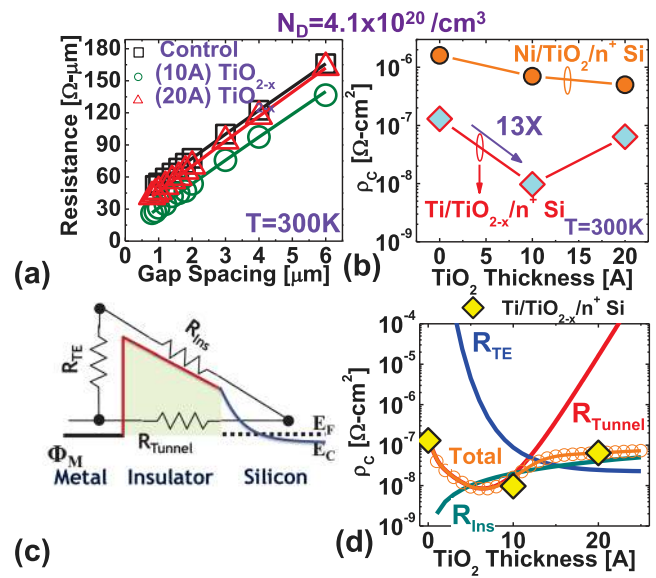 N_D=4.1x10^20/cm^3
180
150
120
90
60
30
0
Resistance [Ω-μm]
Control
(10A) TiO
(20A) TiO_2-x
T=300K
0 1 2 3 4 5 6
Gap Spacing [μm]
(a)
(b)
10^-5
10^-6
10^-7
10^-8
10^-9
ρ_C [Ω-cm^2]
Ni/TiO_2/n^+ Si
13X
Ti/TiO_2-x/n^+ Si
T=300K
0 10 20
TiO_2 Thickness [A]
R_TE
R_Ins
R_Tunnel
E_F
E_C
Φ_M
Metal Insulator Silicon
(c)
Ti/TiO_2-x/n^+ Si
10^-4
10^-5
10^-6
10^-7
10^-8
10^-9
ρ_C [Ω-cm^2]
R_TE
R_Tunnel
Total
R_Ins
0 10 20
TiO_2 Thickness [A]
(d)